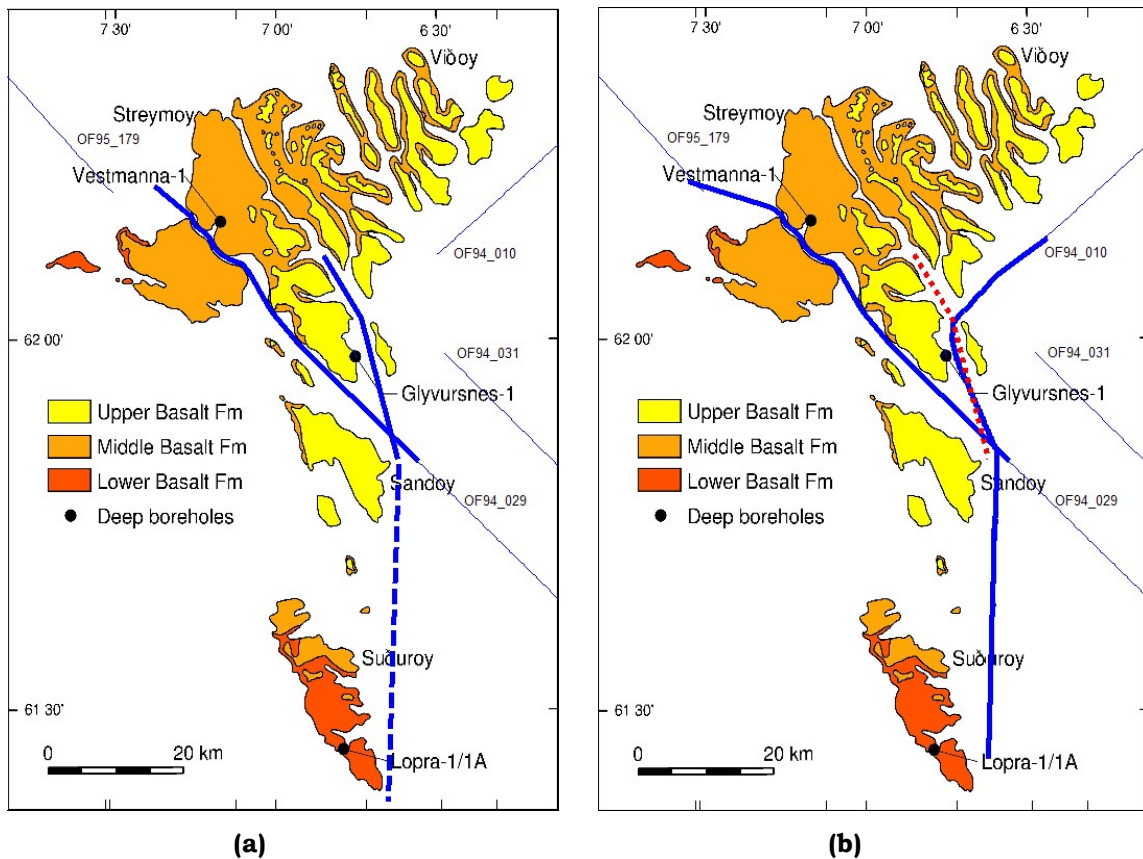 7 30'
7 00'
6 30'
Viðoy
Streymoy
OF95_179
Vestmanna-1
OF94_010
62 00'
OF94_031
Glyvursnes-1
Upper Basalt Fm
Middle Basalt Fm
Lower Basalt Fm
Deep boreholes
Sandoy
OF94_029
Suðuroy
61 30'
0
20 km
Lopra-1/1A
(a)
7 30'
7 00'
6 30'
Viðoy
Streymoy
OF95_179
Vestmanna-1
OF94_010
62 00'
OF94_031
Glyvursnes-1
Upper Basalt Fm
Middle Basalt Fm
Lower Basalt Fm
Deep boreholes
Sandoy
OF94_029
Suðuroy
61 30'
0
20 km
Lopra-1/1A
(b)